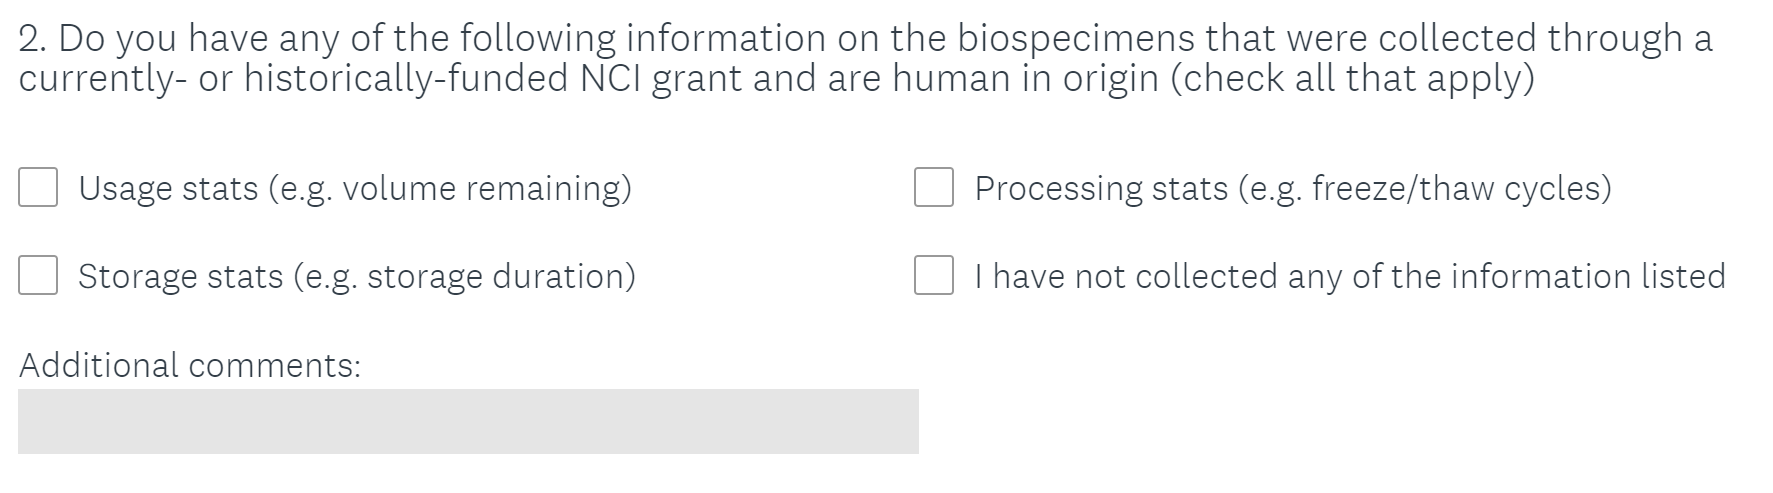 2. Do you have any of the following information on the biospecimens that were collected through a
currently- or historically-funded NCI grant and are human in origin (check all that apply)
Usage stats (e.g. volume remaining)
Processing stats (e.g. freeze/thaw cycles)
Storage stats (e.g. storage duration)
I have not collected any of the information listed
Additional comments: